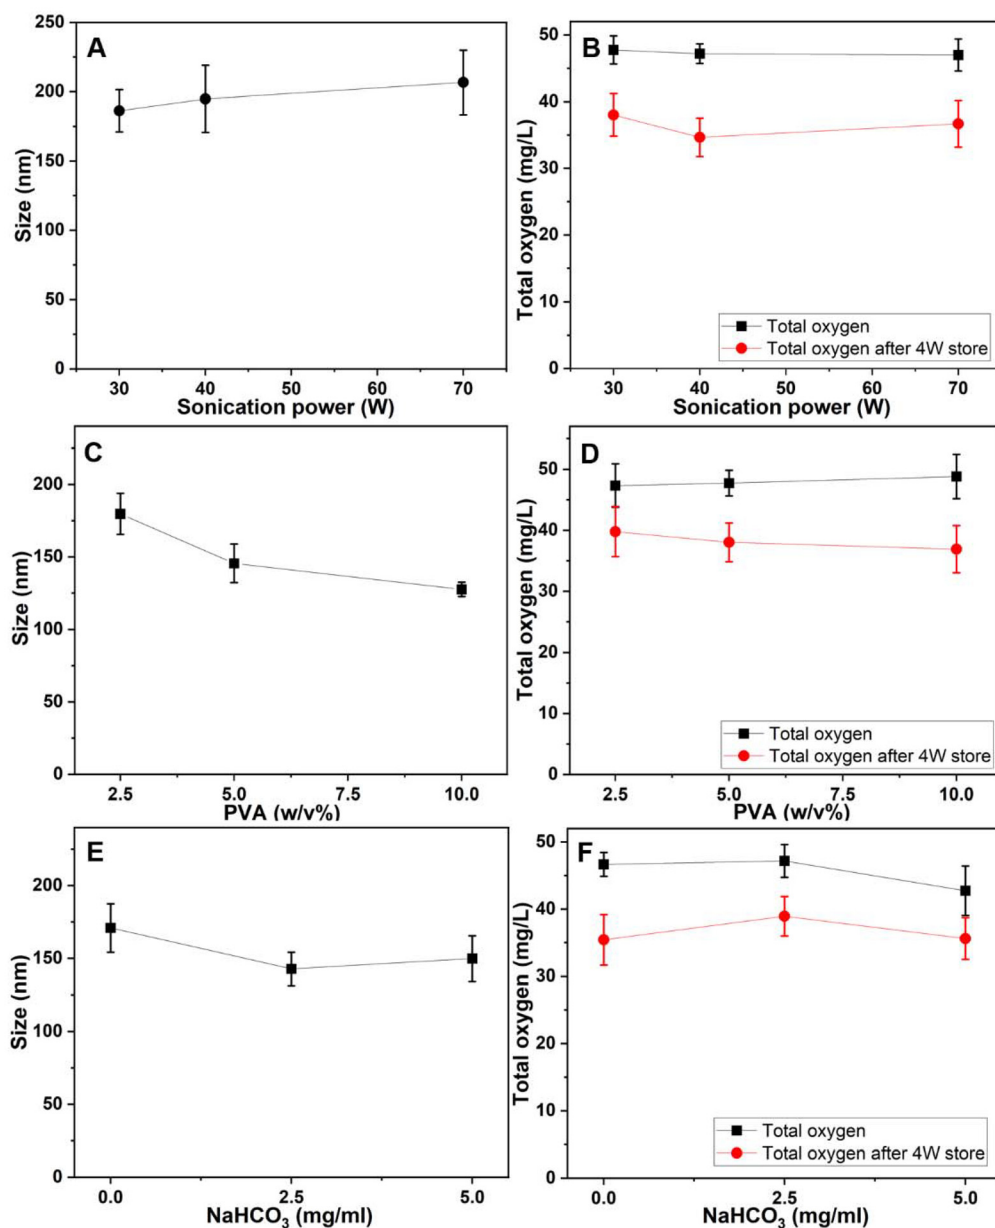 A
250
200
150
100
50
0
Size (nm)
30 40 50 60 70
Sonication power (W)
B
50
40
30
20
10
0
Total oxygen (mg/L)
Total oxygen
Total oxygen after 4W store
30 40 50 60 70
Sonication power (W)
C
200
150
100
50
0
Size (nm)
2.5 5.0 7.5 10.0
PVA (w/v%)
D
50
40
30
20
10
0
Total oxygen (mg/L)
Total oxygen
Total oxygen after 4W store
2.5 5.0 7.5 10.0
PVA (w/v%)
E
200
150
100
50
0
Size (nm)
0.0 2.5 5.0
NaHCO₃ (mg/ml)
F
50
40
30
20
10
0
Total oxygen (mg/L)
Total oxygen
Total oxygen after 4W store
0.0 2.5 5.0
NaHCO₃ (mg/ml)